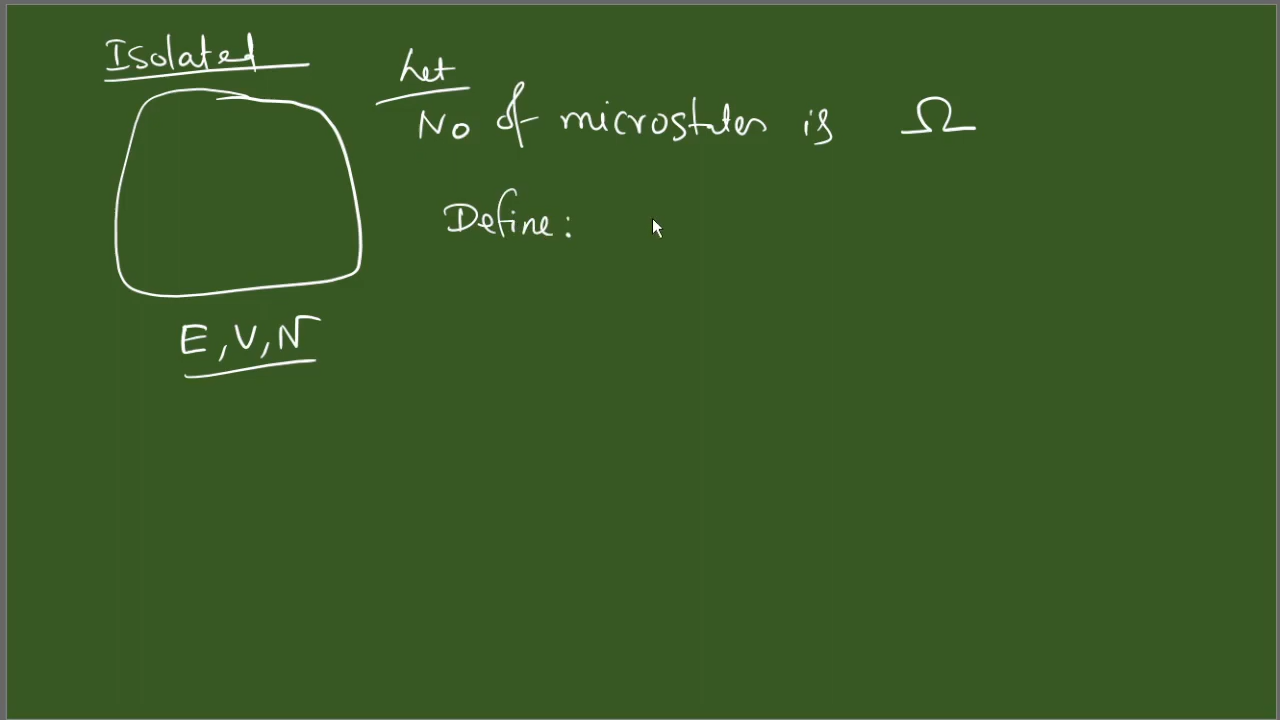 Isolated
Let
No of microstates is Ω
Define:
E, V, N